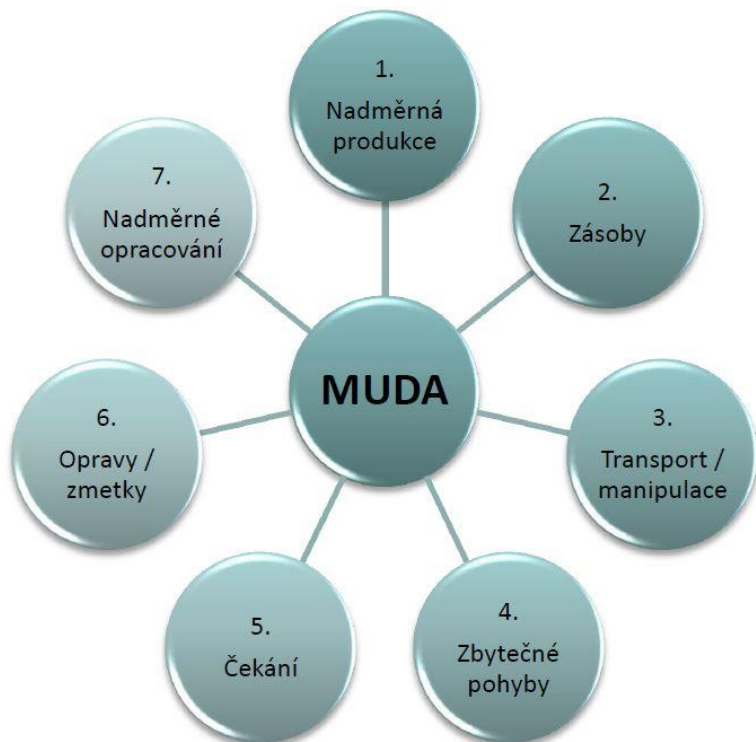 1.
Nadměrná
produkce
2.
Zásoby
3.
Transport /
manipulace
4.
Zbytečné
pohyby
5.
Čekání
6.
Opravy /
zmetky
7.
Nadměrné
opracování
MUDA